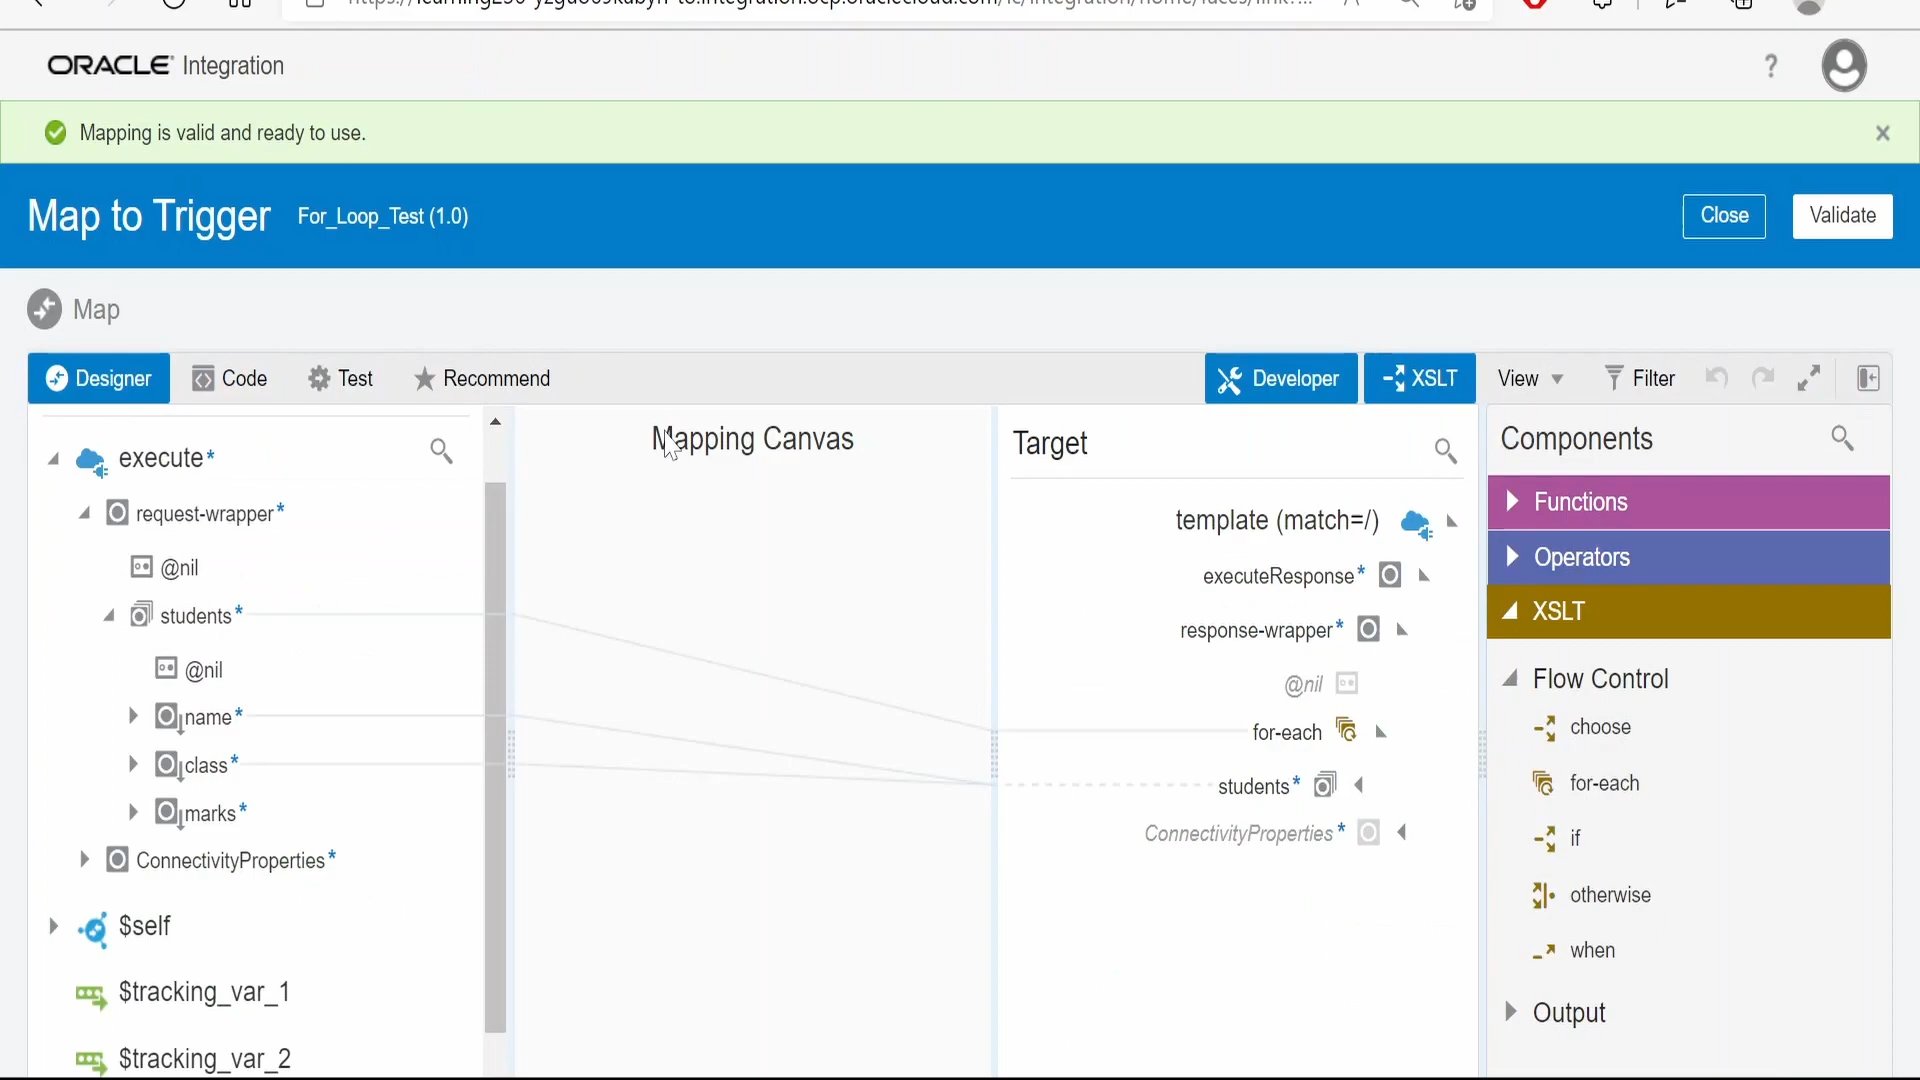 ORACLE Integration
?
Mapping is valid and ready to use.
Map to Trigger For_Loop_Test (1.0)
Close
Validate
Map
Designer
Code
Test
Recommend
Developer
XSLT
View
Filter
execute*
request-wrapper*
@nil
students*
@nil
name*
class*
marks*
ConnectivityProperties*
$self
$tracking_var_1
$tracking_var_2
Mapping Canvas
Target
template (match=/)
executeResponse*
response-wrapper*
@nil
for-each
students*
ConnectivityProperties*
Components
Functions
Operators
XSLT
Flow Control
choose
for-each
if
otherwise
when
Output